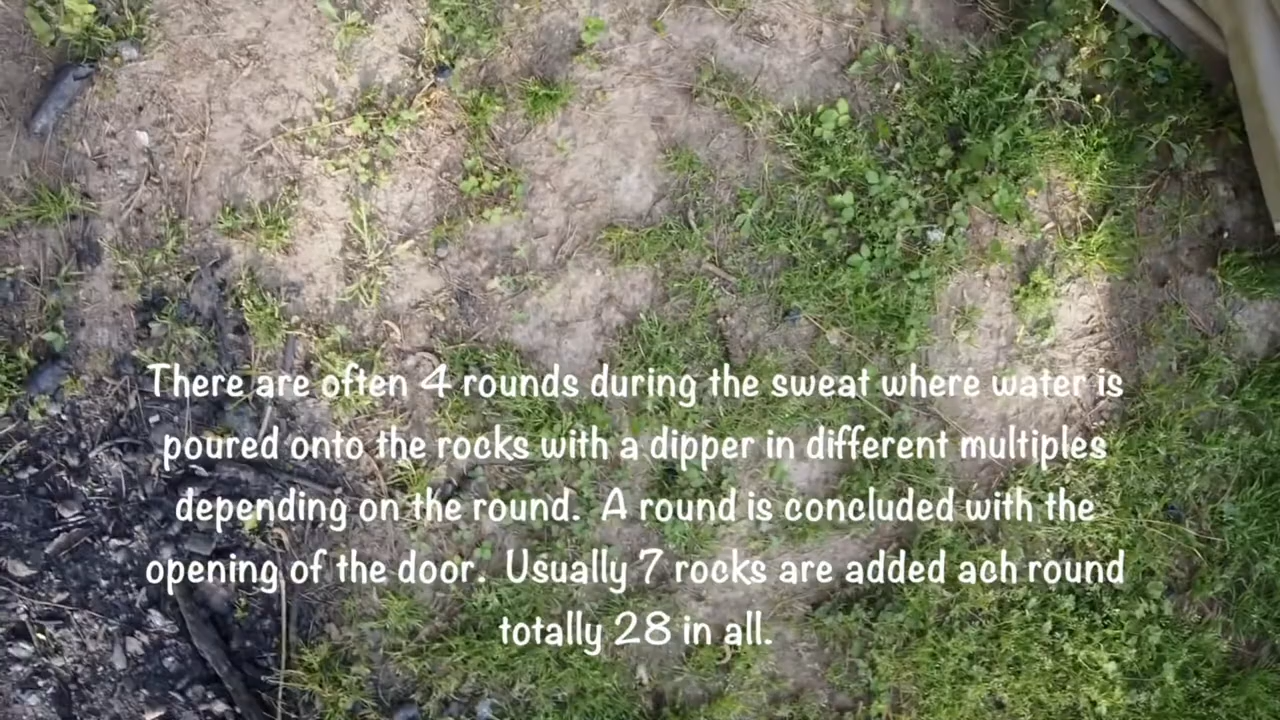 There are often 4 rounds during the sweat where water is
poured onto the rocks with a dipper in different multiples
depending on the round.  A round is concluded with the
opening of the door.  Usually 7 rocks are added ach round
totally 28 in all.